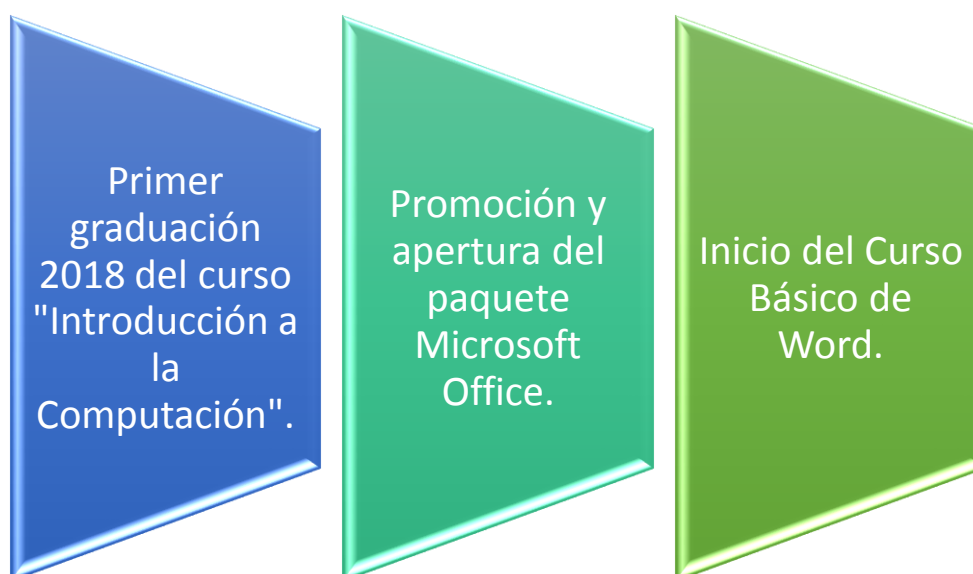 Primer
graduación
2018 del curso
"Introducción a
la
Computación".
Promoción y
apertura del
paquete
Microsoft
Office.
Inicio del Curso
Básico de
Word.